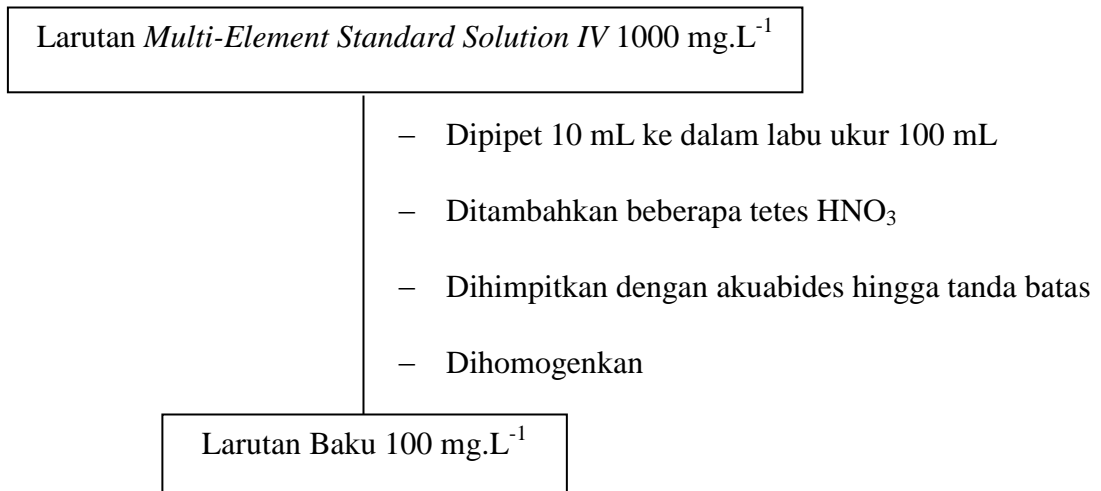 Larutan Multi-Element Standard Solution IV 1000 mg.L⁻¹
– Dipipet 10 mL ke dalam labu ukur 100 mL
– Ditambahkan beberapa tetes HNO₃
– Dihimpitkan dengan akuabides hingga tanda batas
– Dihomogenkan
Larutan Baku 100 mg.L⁻¹